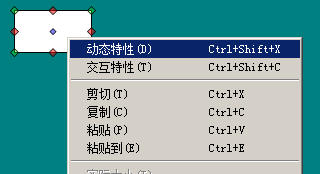 动态特性(D) Ctrl+Shift+X
交互特性(T) Ctrl+Shift+C
剪切(T) Ctrl+X
复制(C) Ctrl+C
粘贴(P) Ctrl+V
粘贴到(E) Ctrl+E